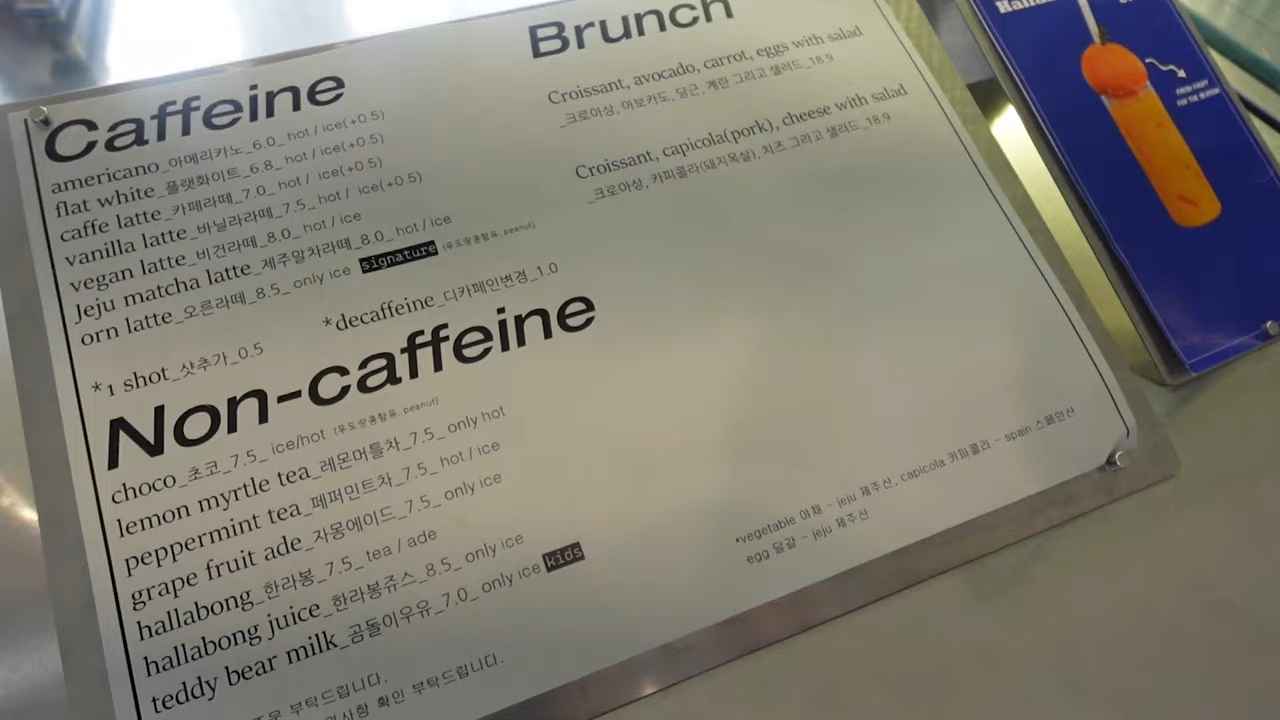 Caffeine
americano_아메리카노_6.0_ hot / ice(+0.5)
flat white_플랫화이트_6.8_ hot / ice(+0.5)
caffe latte_카페라떼_7.0_ hot / ice(+0.5)
vanilla latte_바닐라라떼_7.5_ hot / ice(+0.5)
vegan latte_비건라떼_8.0_ hot / ice
Jeju matcha latte_제주말차라떼_8.0_ hot / ice
orn latte_오른라떼_8.5_ only ice signature (우도땅콩함유, peanut)
*1 shot_샷추가_0.5
*decaffeine_디카페인변경_1.0
Non-caffeine
choco_초코_7.5_ ice/hot (우도땅콩함유, peanut)
lemon myrtle tea_레몬머틀차_7.5_ only hot
peppermint tea_페퍼민트차_7.5_ hot / ice
grape fruit ade_자몽에이드_7.5_ only ice
hallabong_한라봉_7.5_ tea / ade
hallabong juice_한라봉쥬스_8.5_ only ice
teddy bear milk_곰돌이우유_7.0_ only ice kids
부탁드립니다.
확인 부탁드립니다.
Brunch
Croissant, avocado, carrot, eggs with salad
_크로아상, 아보카도, 당근, 계란 그리고 샐러드_18.9
Croissant, capicola(pork), cheese with salad
_크로아상, 카피콜라(돼지목살), 치즈 그리고 샐러드_18.9
*vegetable 야채 - jeju 제주산, capicola 카피콜라 - spain 스페인산
egg 달걀 - jeju 제주산
FRESH FRUIT
FOR THE SEASON